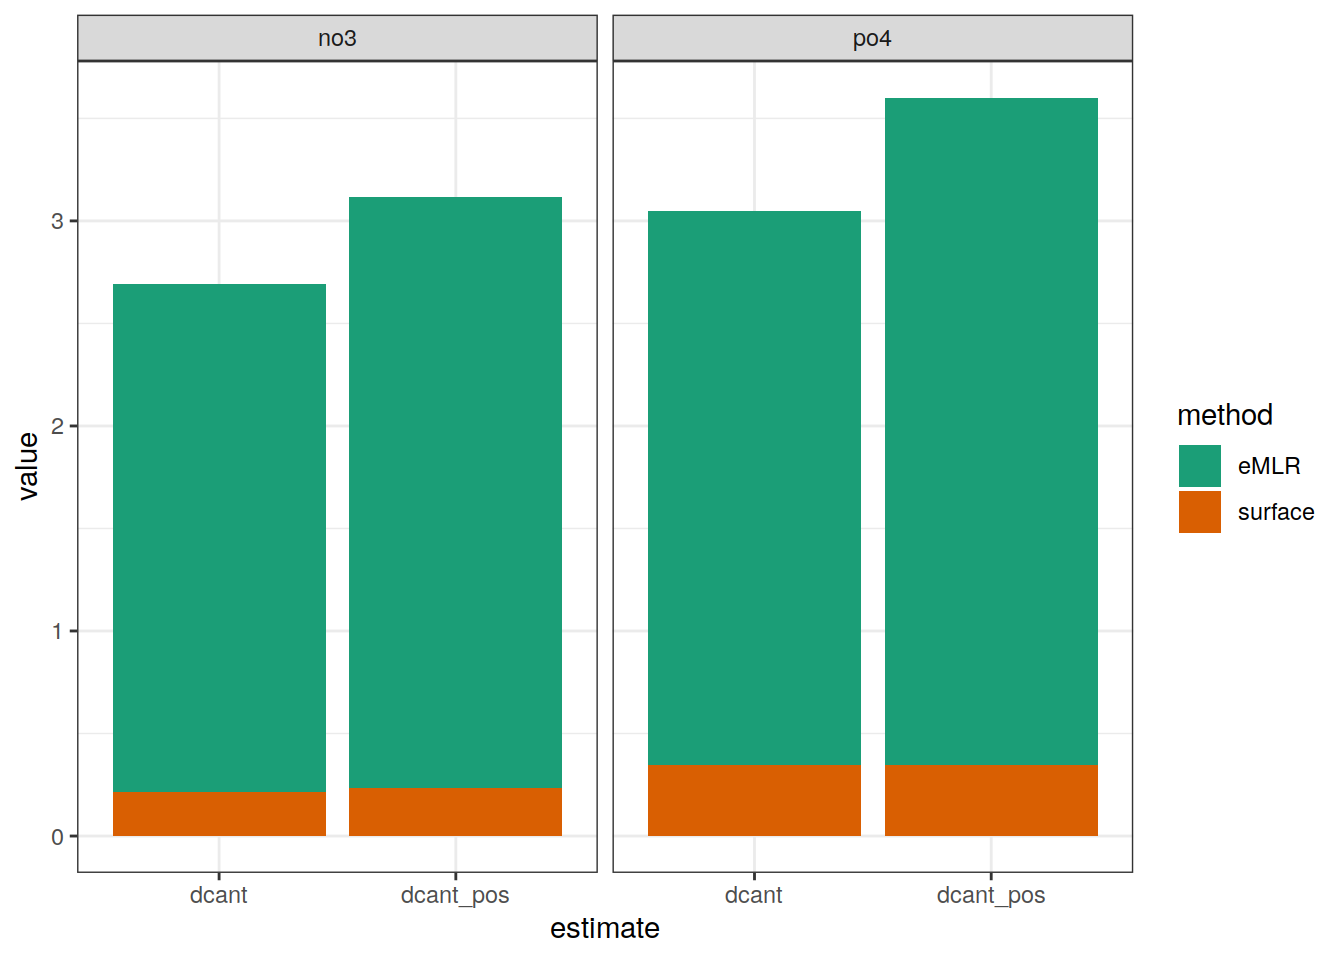 no3
po4
3
2
1
0
value
dcant
dcant_pos
dcant
dcant_pos
estimate
method
eMLR
surface